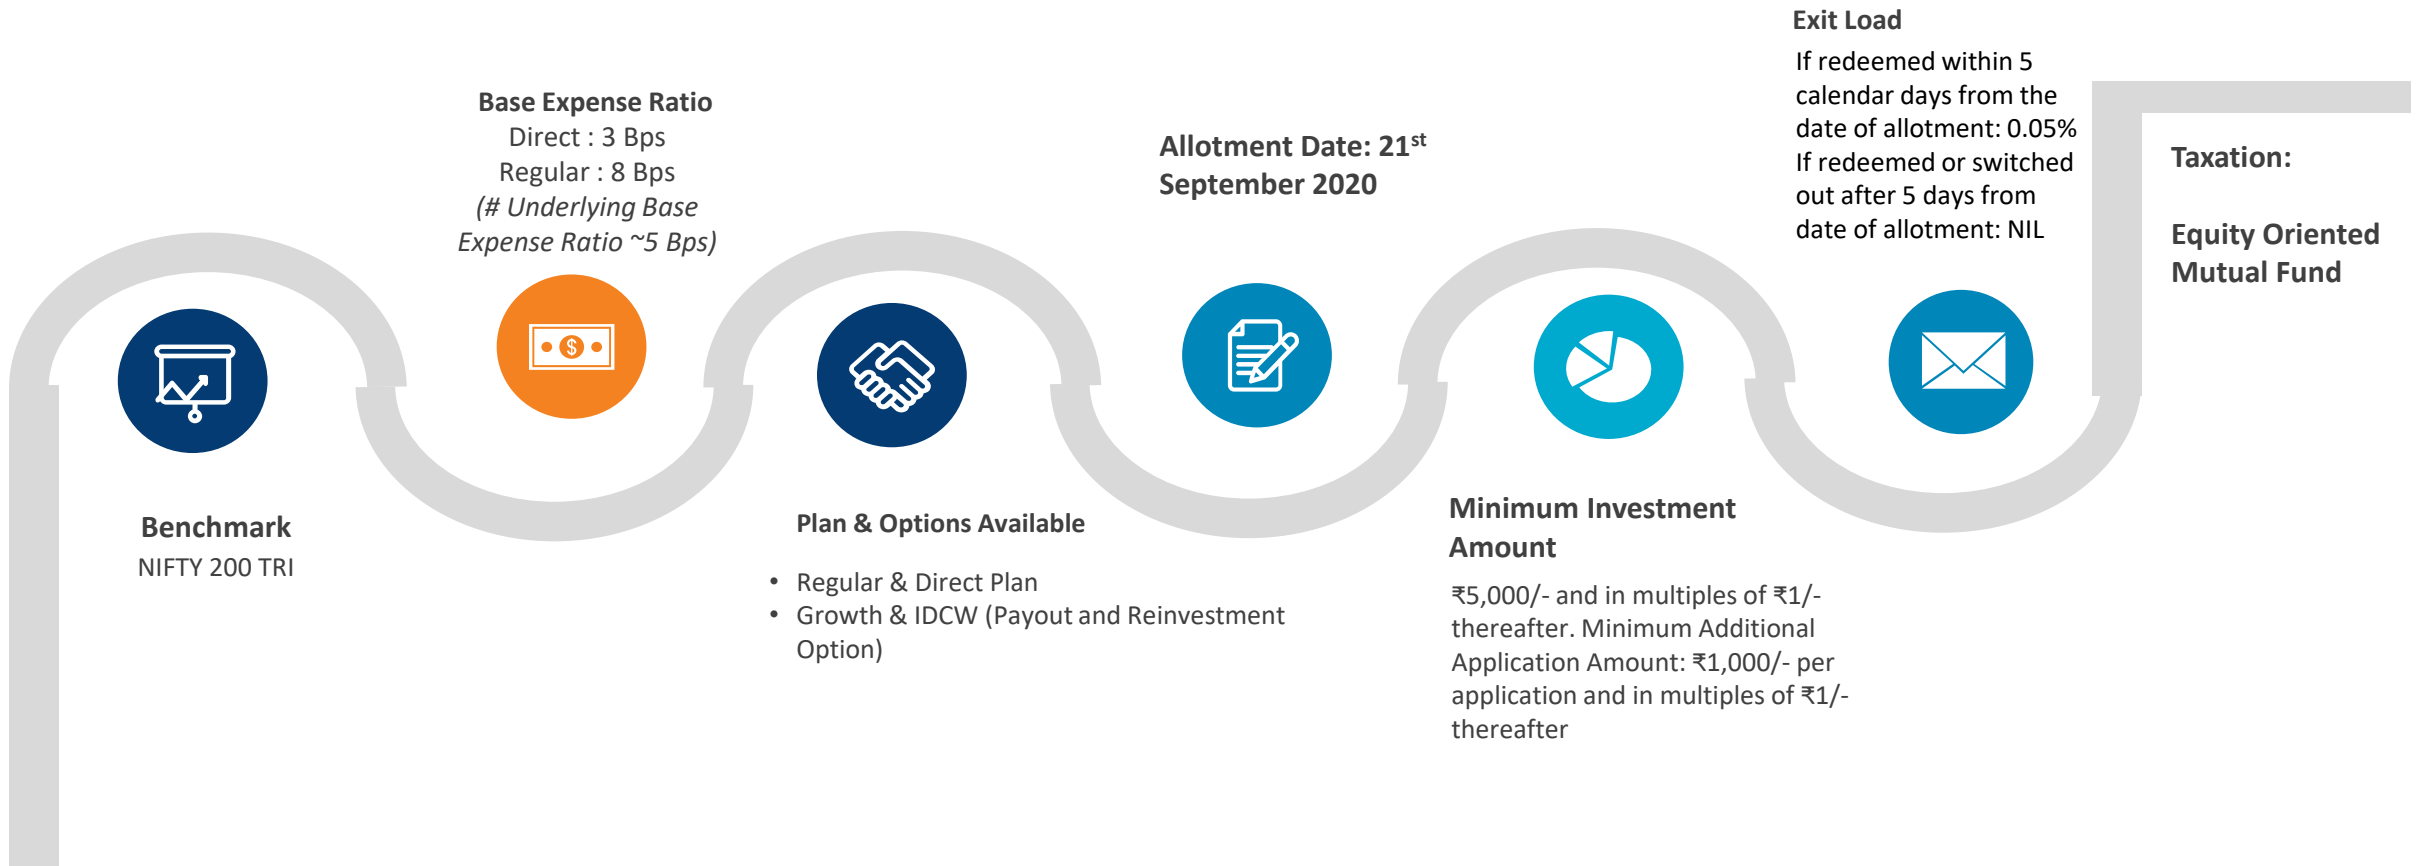 Benchmark
NIFTY 200 TRI
Base Expense Ratio
Direct : 3 Bps
Regular : 8 Bps
(# Underlying Base
Expense Ratio ~5 Bps)
$
Plan & Options Available
• Regular & Direct Plan
• Growth & IDCW (Payout and Reinvestment
Option)
Allotment Date: 21st
September 2020
Minimum Investment
Amount
₹5,000/- and in multiples of ₹1/-
thereafter. Minimum Additional
Application Amount: ₹1,000/- per
application and in multiples of ₹1/-
thereafter
Exit Load
If redeemed within 5
calendar days from the
date of allotment: 0.05%
If redeemed or switched
out after 5 days from
date of allotment: NIL
Taxation:
Equity Oriented
Mutual Fund